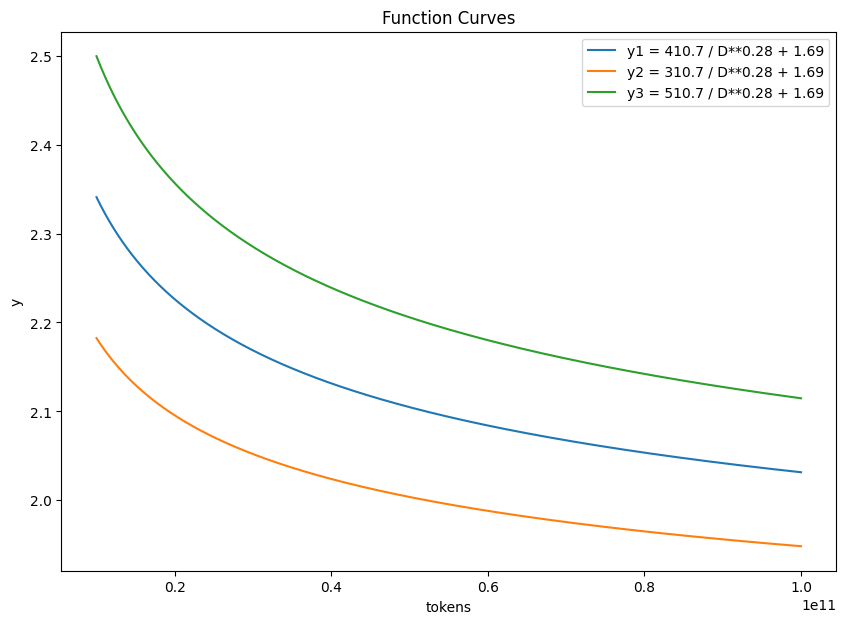 Function Curves
y1 = 410.7 / D**0.28 + 1.69
y2 = 310.7 / D**0.28 + 1.69
y3 = 510.7 / D**0.28 + 1.69
2.5
2.4
2.3
2.2
2.1
2.0
y
0.2 0.4 0.6 0.8 1.0
1e11
tokens